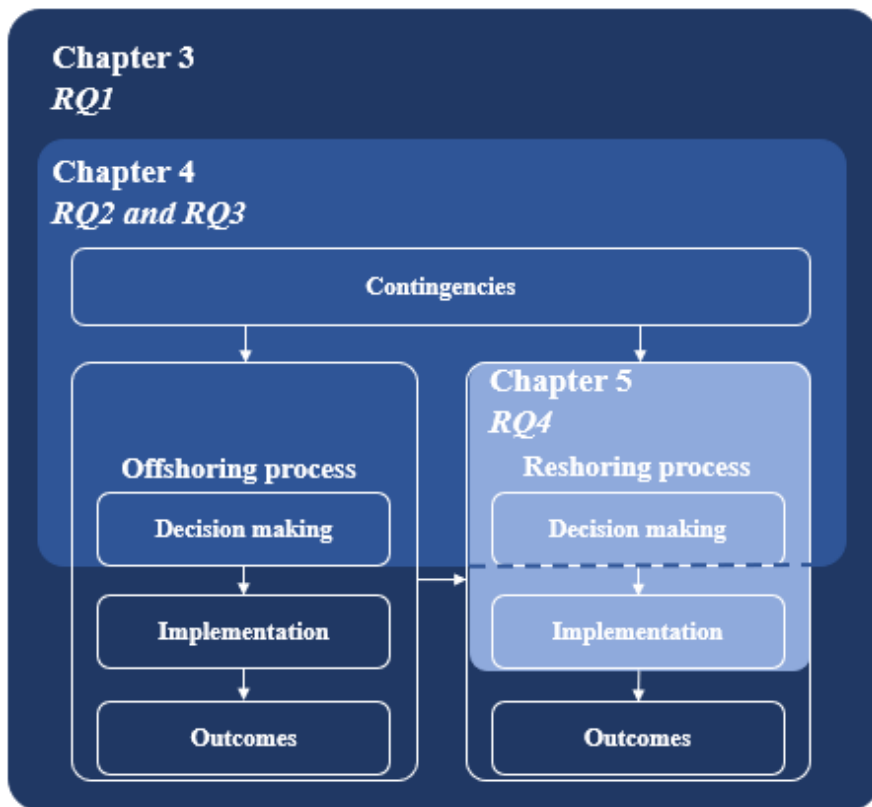 Chapter 3
RQ1
Chapter 4
RQ2 and RQ3
Contingencies
Chapter 5
RQ4
Offshoring process
Reshoring process
Decision making
Decision making
Implementation
Implementation
Outcomes
Outcomes